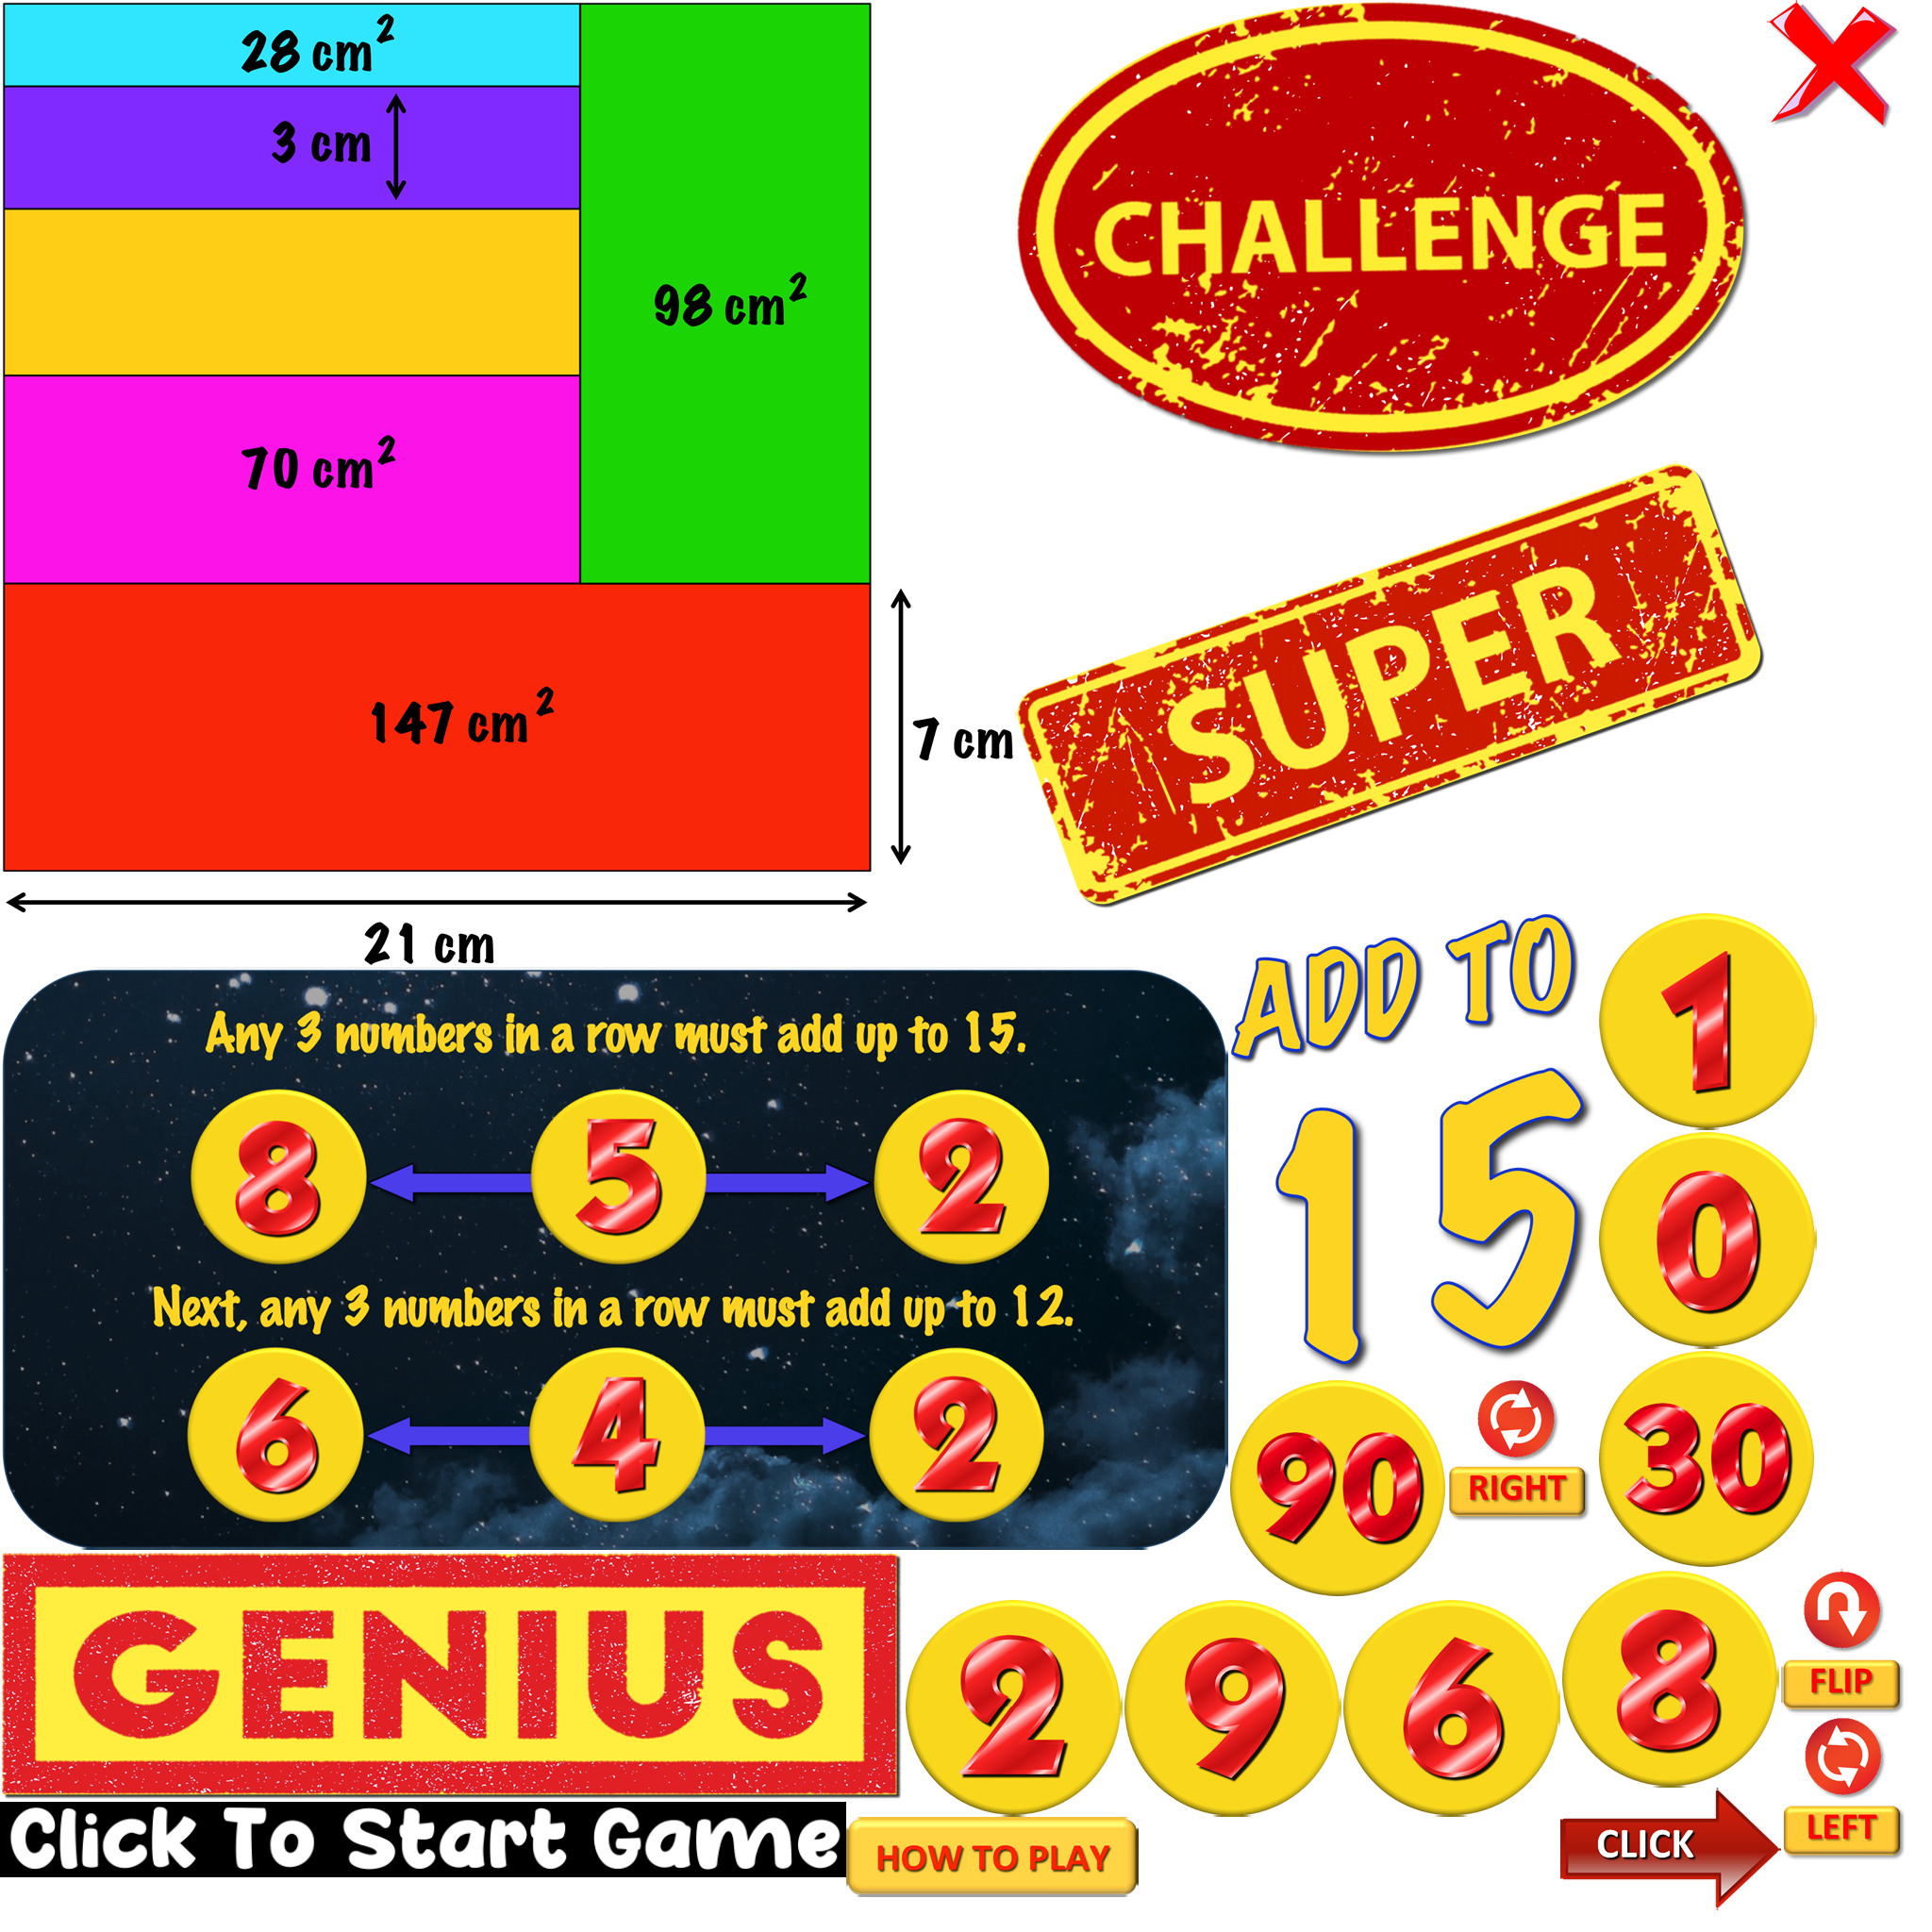 28 cm²
3 cm
98 cm²
70 cm²
147 cm²
7 cm
21 cm
CHALLENGE
SUPER
Any 3 numbers in a row must add up to 15.
8 5 2
Next, any 3 numbers in a row must add up to 12.
6 4 2
ADD TO
15
1
0
90
RIGHT
30
GENIUS
2 9 6 8
FLIP
LEFT
Click To Start Game
HOW TO PLAY
CLICK